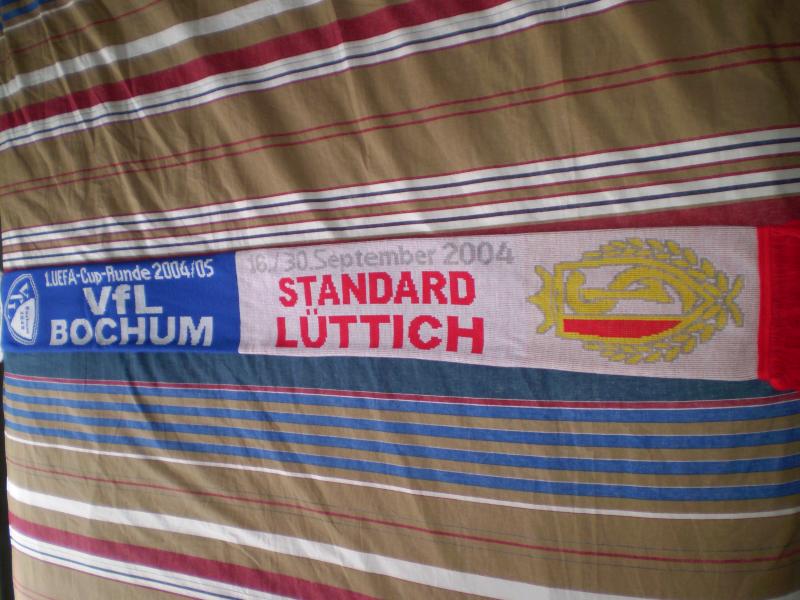 1.UEFA-Cup-Runde 2004/05
VfL
BOCHUM
16./30.September 2004
STANDARD
LÜTTICH